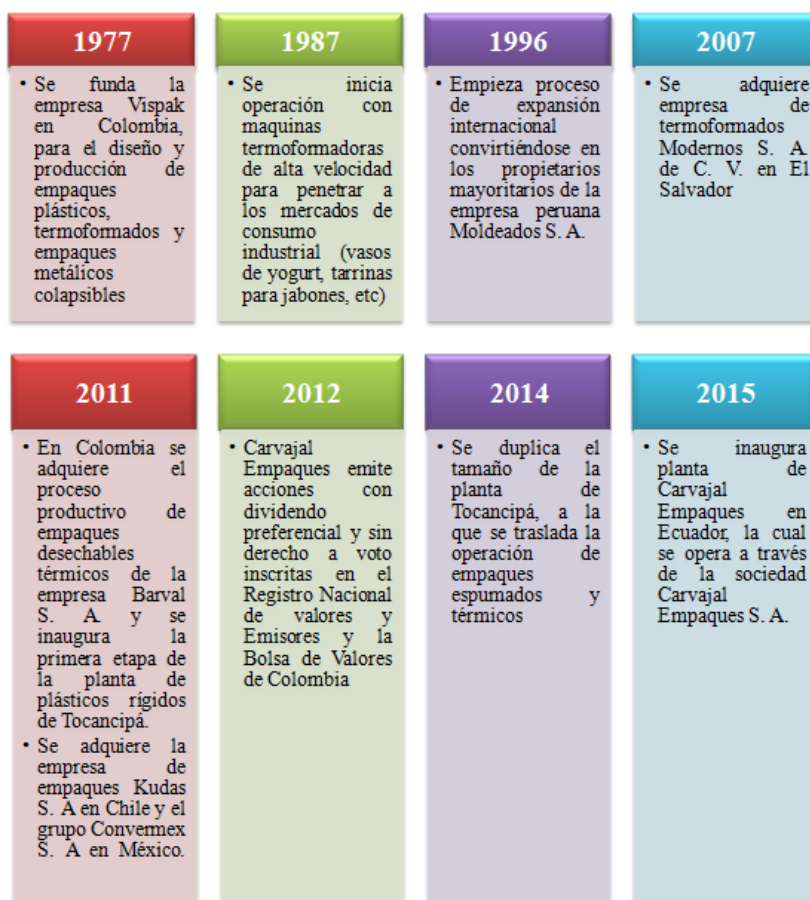 1977
• Se funda la
empresa Vispak
en Colombia,
para el diseño y
producción de
empaques
plásticos,
termoformados y
empaques
metálicos
colapsibles
1987
• Se inicia
operación con
maquinas
termoformadoras
de alta velocidad
para penetrar a
los mercados de
consumo
industrial (vasos
de yogurt, tarrinas
para jabones, etc)
1996
• Empieza proceso
de expansión
internacional
convirtiéndose en
los propietarios
mayoritarios de la
empresa peruana
Moldeados S. A.
2007
• Se adquiere
empresa de
termoformados
Modernos S. A.
de C. V. en El
Salvador
2011
• En Colombia se
adquiere el
proceso
productivo de
empaques
desechables
térmicos de la
empresa Barval
S. A. y se
inaugura la
primera etapa de
la planta de
plásticos rígidos
de Tocancipá.
• Se adquiere la
empresa de
empaques Kudas
S. A en Chile y el
grupo Convermex
S. A en México.
2012
• Carvajal
Empaques emite
acciones con
dividendo
preferencial y sin
derecho a voto
inscritas en el
Registro Nacional
de valores y
Emisores y la
Bolsa de Valores
de Colombia
2014
• Se duplica el
tamaño de la
planta de
Tocancipá, a la
que se traslada la
operación de
empaques
espumados y
térmicos
2015
• Se inaugura
planta de
Carvajal
Empaques en
Ecuador, la cual
se opera a través
de la sociedad
Carvajal
Empaques S. A.